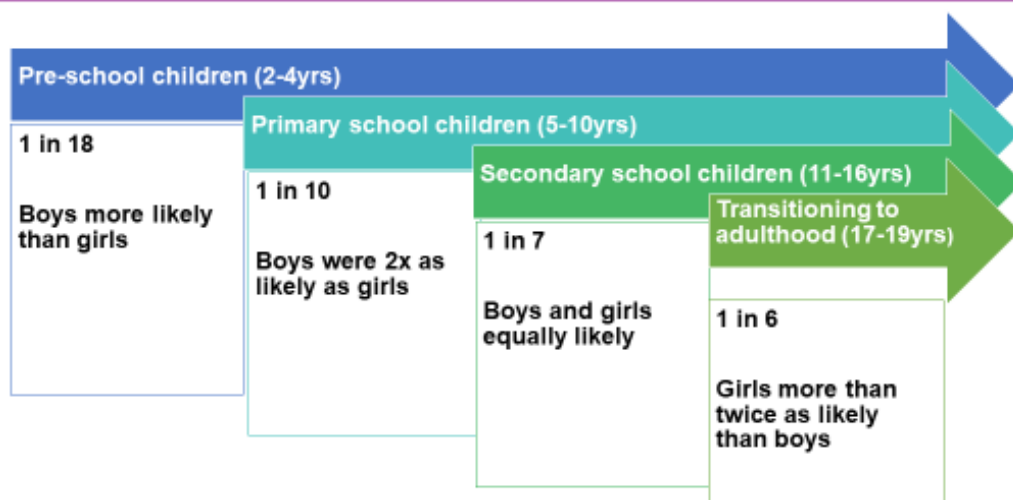 Pre-school children (2-4yrs)
1 in 18
Boys more likely
than girls
Primary school children (5-10yrs)
1 in 10
Boys were 2x as
likely as girls
Secondary school children (11-16yrs)
1 in 7
Boys and girls
equally likely
Transitioning to
adulthood (17-19yrs)
1 in 6
Girls more than
twice as likely
than boys